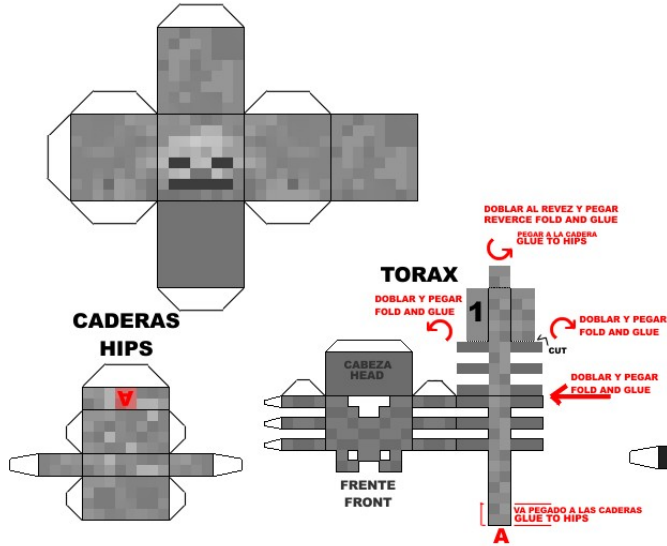 DOBLAR AL REVEZ Y PEGAR
REVERCE FOLD AND GLUE
PEGAR A LA CADERA
GLUE TO HIPS
TORAX
DOBLAR Y PEGAR
FOLD AND GLUE
1
DOBLAR Y PEGAR
FOLD AND GLUE
CUT
CADERAS
HIPS
A
CABEZA
HEAD
DOBLAR Y PEGAR
FOLD AND GLUE
FRENTE
FRONT
VA PEGADO A LAS CADERAS
GLUE TO HIPS
A